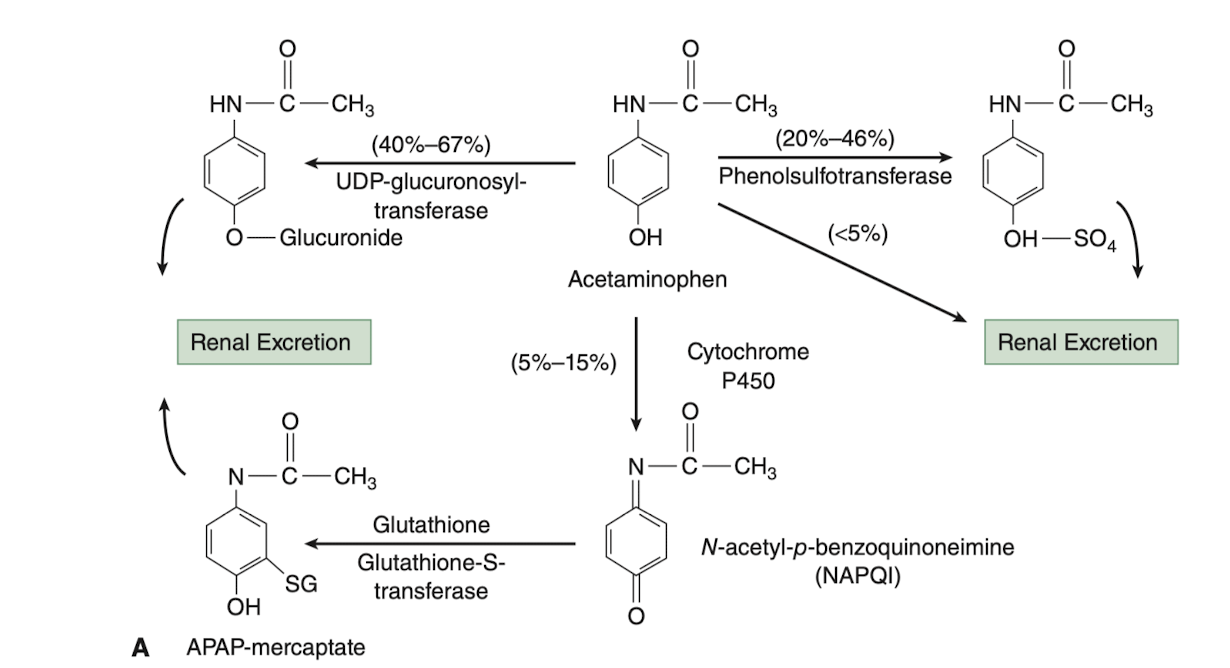 O
HN—C—CH3
O—Glucuronide
(40%–67%)
UDP-glucuronosyl-
transferase
O
HN—C—CH3
OH
Acetaminophen
(20%–46%)
Phenolsulfotransferase
(<5%)
O
HN—C—CH3
OH—SO4
Renal Excretion
(5%–15%)
Cytochrome
P450
Renal Excretion
O
N—C—CH3
SG
OH
Glutathione
Glutathione-S-
transferase
O
N—C—CH3
O
N-acetyl-p-benzoquinoneimine
(NAPQI)
A APAP-mercaptate